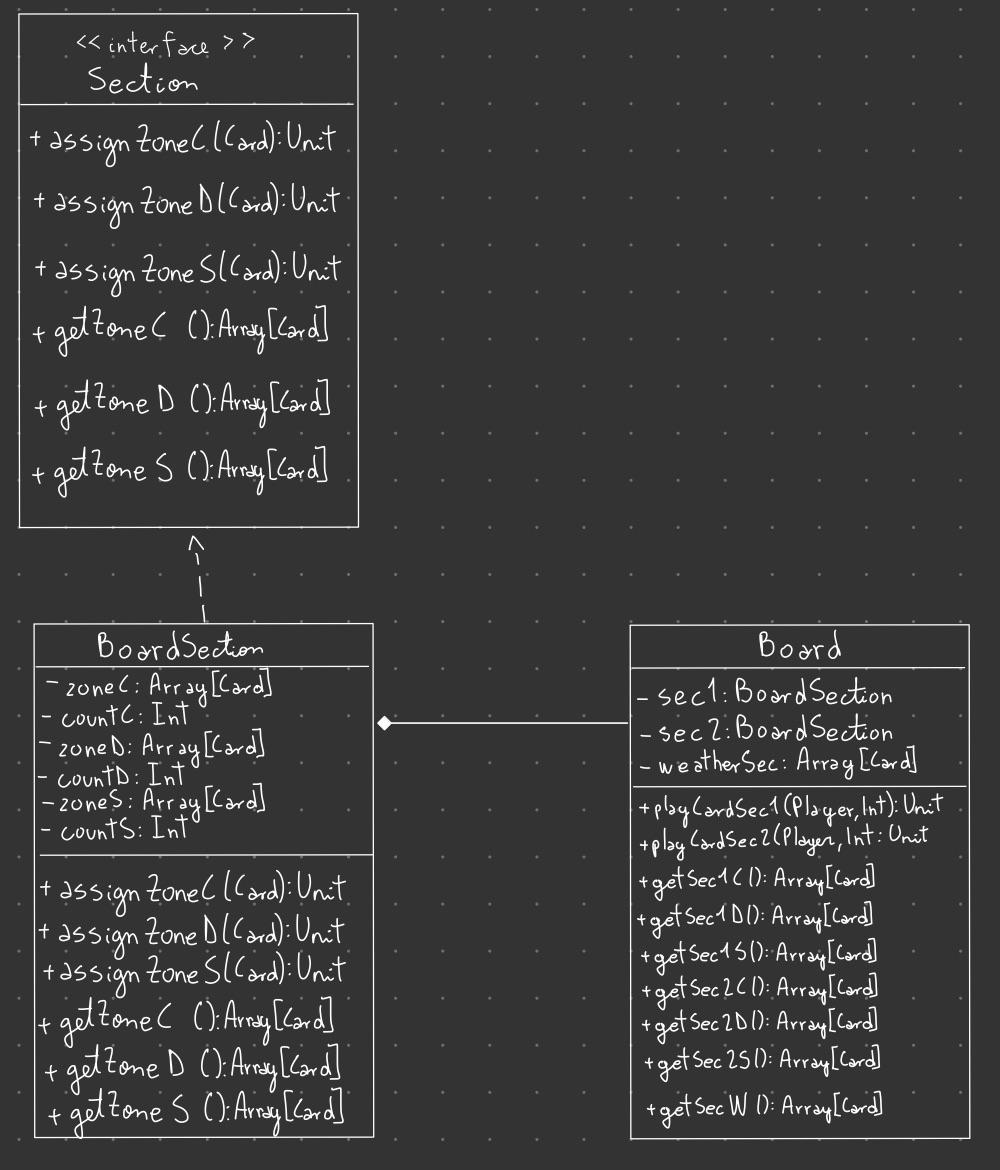 << interface >>
Section
+ assignZoneC(Card):Unit
+ assignZoneD(Card):Unit
+ assignZoneS(Card):Unit
+ getZoneC ():Array[Card]
+ getZone D ():Array[Card]
+ getZone S ():Array[Card]
BoardSection
- zoneC: Array[Card]
- countC: Int
- zoneD: Array[Card]
- countD: Int
- zoneS: Array[Card]
- countS: Int
+ assignZoneC(Card):Unit
+ assignZoneD(Card):Unit
+ assignZoneS(Card):Unit
+ getZoneC ():Array[Card]
+ getZone D ():Array[Card]
+ getZone S ():Array[Card]
Board
- sec1: BoardSection
- sec2: BoardSection
- weatherSec: Array[Card]
+ playCardSec1(Player, Int): Unit
+ playCardSec2(Player, Int: Unit
+ getSec1C(): Array[Card]
+ getSec1D(): Array[Card]
+ getSec1S(): Array[Card]
+ getSec2C(): Array[Card]
+ getSec2D(): Array[Card]
+ getSec2S(): Array[Card]
+ getSecW (): Array[Card]